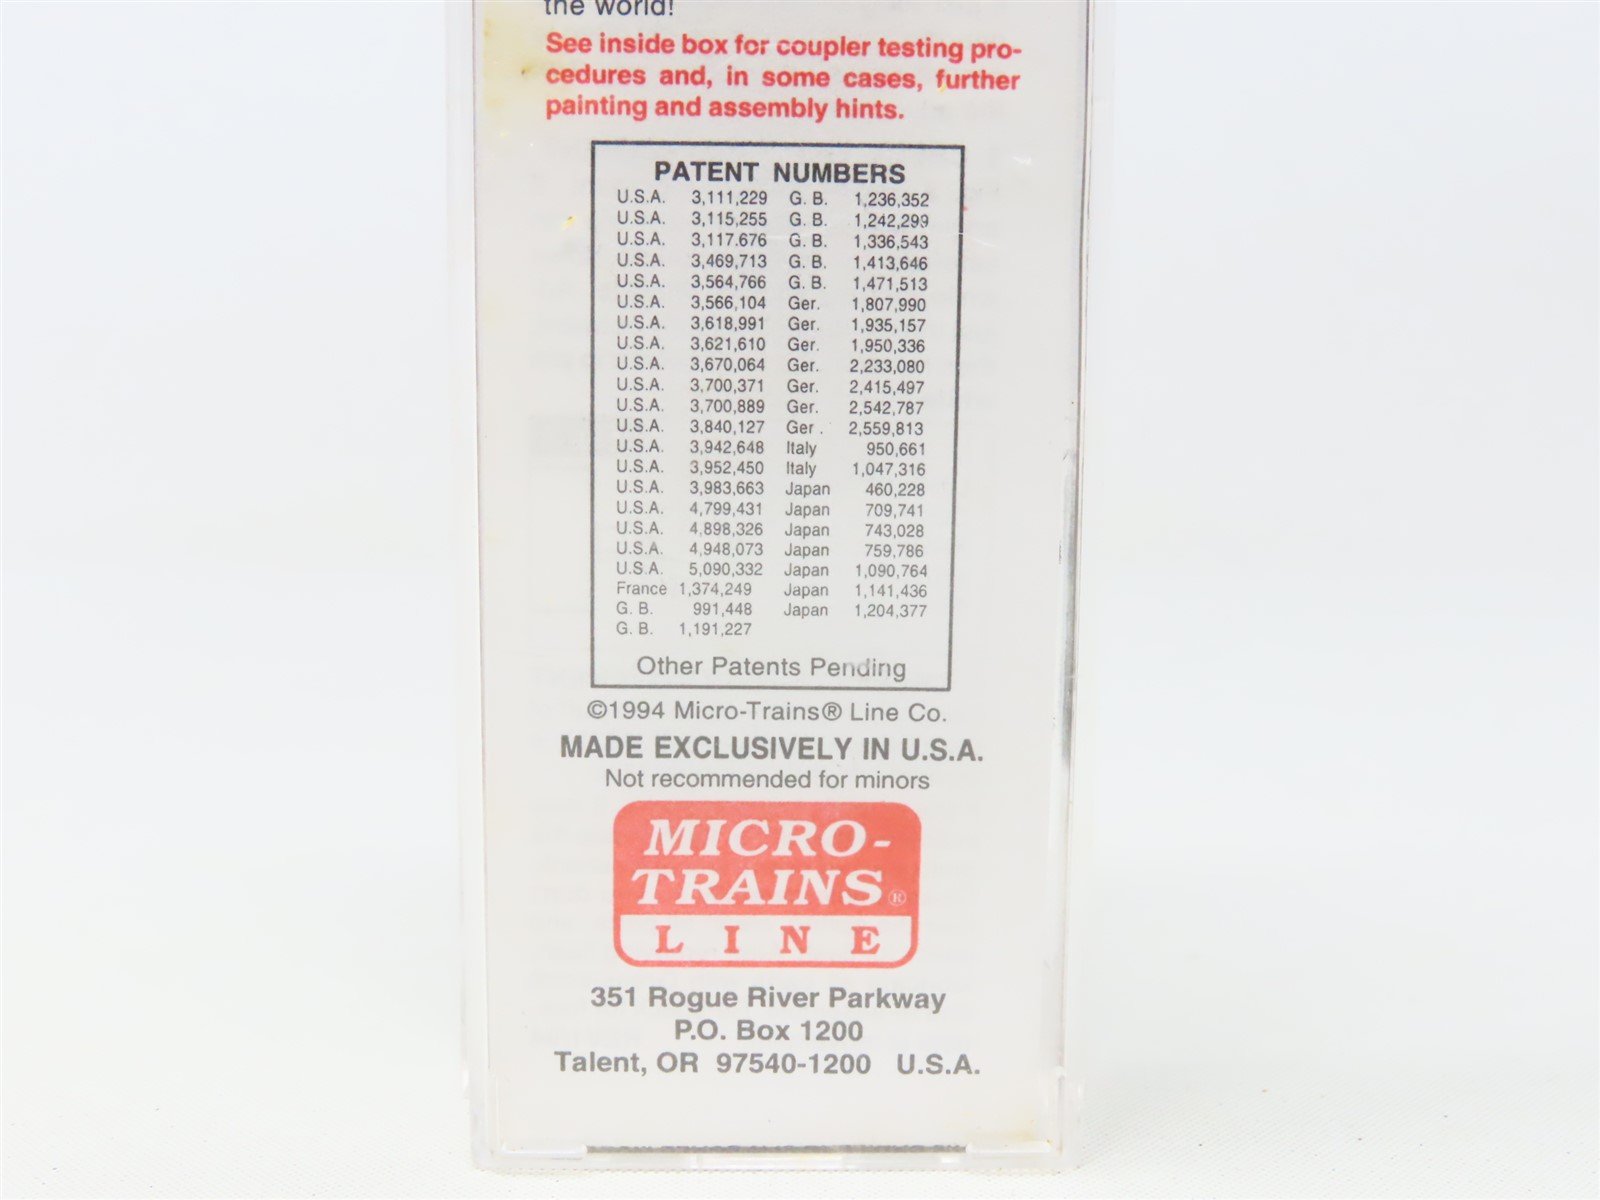 the world!
See inside box for coupler testing pro-
cedures and, in some cases, further
painting and assembly hints.
PATENT NUMBERS
U.S.A. 3,111,229 G. B. 1,236,352
U.S.A. 3,115,255 G. B. 1,242,299
U.S.A. 3,117.676 G. B. 1,336,543
U.S.A. 3,469,713 G. B. 1,413,646
U.S.A. 3,564,766 G. B. 1,471,513
U.S.A. 3,566,104 Ger. 1,807,990
U.S.A. 3,618,991 Ger. 1,935,157
U.S.A. 3,621,610 Ger. 1,950,336
U.S.A. 3,670,064 Ger. 2,233,080
U.S.A. 3,700,371 Ger. 2,415,497
U.S.A. 3,700,889 Ger. 2,542,787
U.S.A. 3,840,127 Ger . 2,559,813
U.S.A. 3,942,648 Italy 950,661
U.S.A. 3,952,450 Italy 1,047,316
U.S.A. 3,983,663 Japan 460,228
U.S.A. 4,799,431 Japan 709,741
U.S.A. 4,898,326 Japan 743,028
U.S.A. 4,948,073 Japan 759,786
U.S.A. 5,090,332 Japan 1,090,764
France 1,374,249 Japan 1,141,436
G. B. 991,448 Japan 1,204,377
G. B. 1,191,227
Other Patents Pending
©1994 Micro-Trains® Line Co.
MADE EXCLUSIVELY IN U.S.A.
Not recommended for minors
MICRO-
TRAINS®
LINE
351 Rogue River Parkway
P.O. Box 1200
Talent, OR 97540-1200 U.S.A.